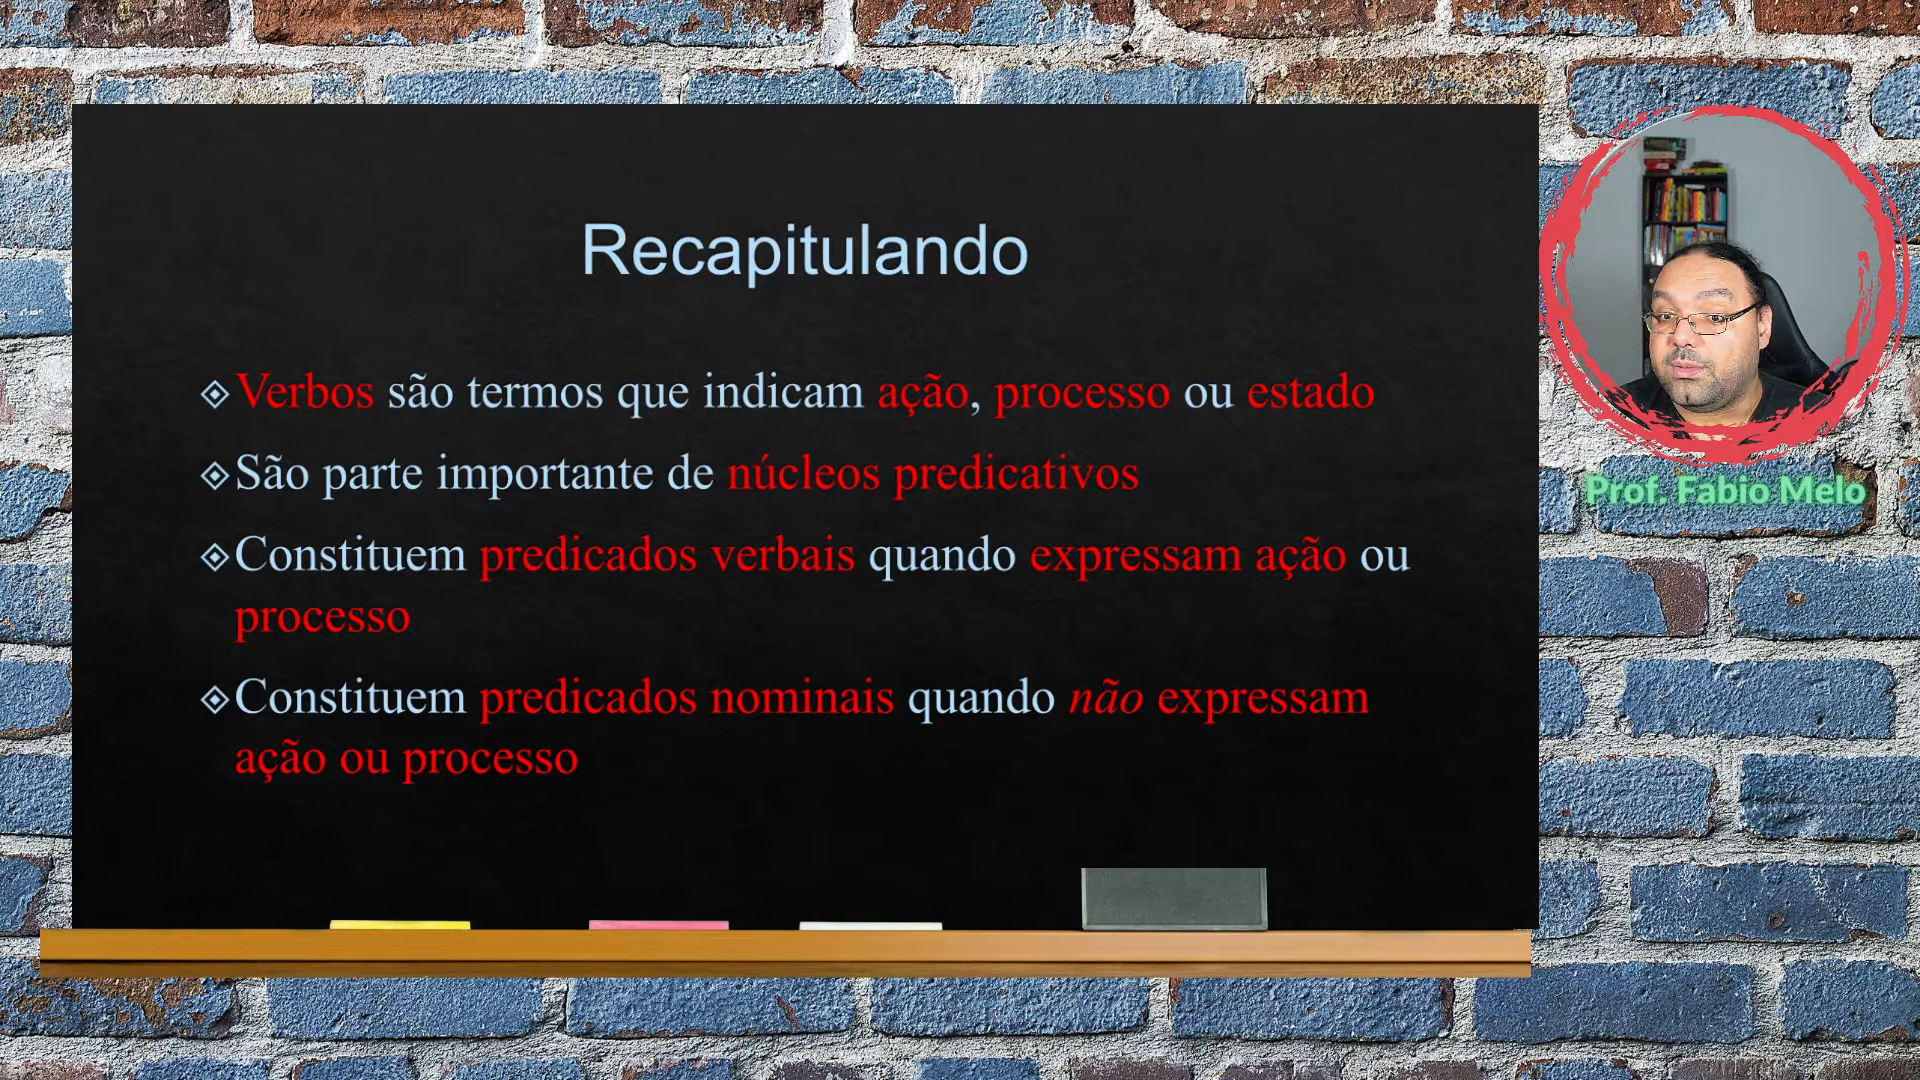 Recapitulando
Verbos são termos que indicam ação, processo ou estado
São parte importante de núcleos predicativos
Constituem predicados verbais quando expressam ação ou
processo
Constituem predicados nominais quando não expressam
ação ou processo
Prof. Fabio Melo